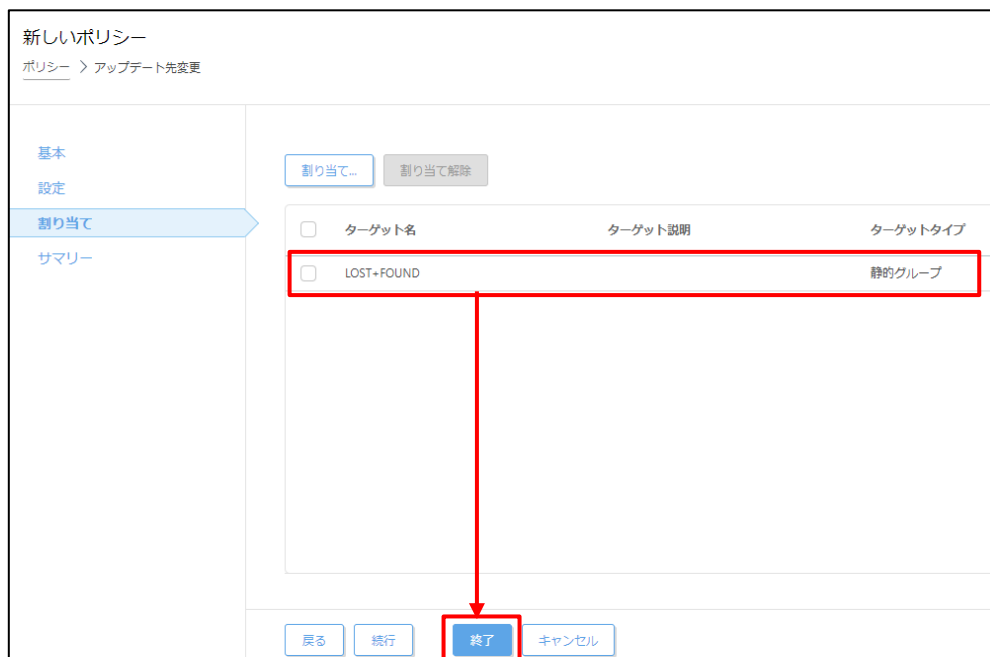 新しいポリシー
ポリシー > アップデート先変更
基本
設定
割り当て
サマリー
割り当て... 割り当て解除
ターゲット名 ターゲット説明 ターゲットタイプ
LOST+FOUND 静的グループ
戻る 続行 終了 キャンセル